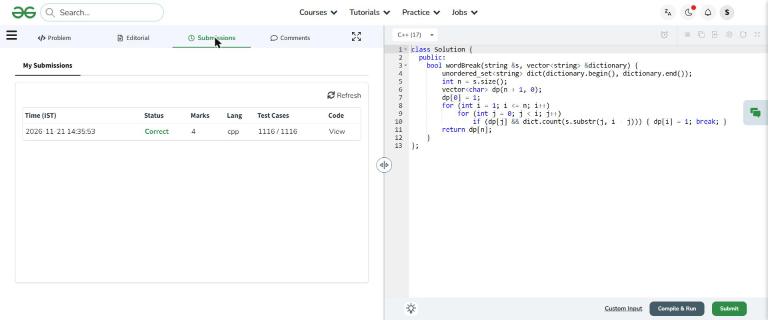 Search...
Courses
Tutorials
Practice
Jobs
S
</> Problem
Editorial
Submissions
Comments
My Submissions
Refresh
Time (IST) Status Marks Lang Test Cases Code
2026-11-21 14:35:53 Correct 4 cpp 1116 / 1116 View
C++ (17)
1 class Solution {
2 public:
3 bool wordBreak(string &s, vector<string> &dictionary) {
4 unordered_set<string> dict(dictionary.begin(), dictionary.end());
5 int n = s.size();
6 vector<char> dp(n + 1, 0);
7 dp[0] = 1;
8 for (int i = 1; i <= n; i++)
9 for (int j = 0; j < i; j++)
10 if (dp[j] && dict.count(s.substr(j, i - j))) { dp[i] = 1; break; }
11 return dp[n];
12 }
13 };
Custom Input
Compile & Run
Submit